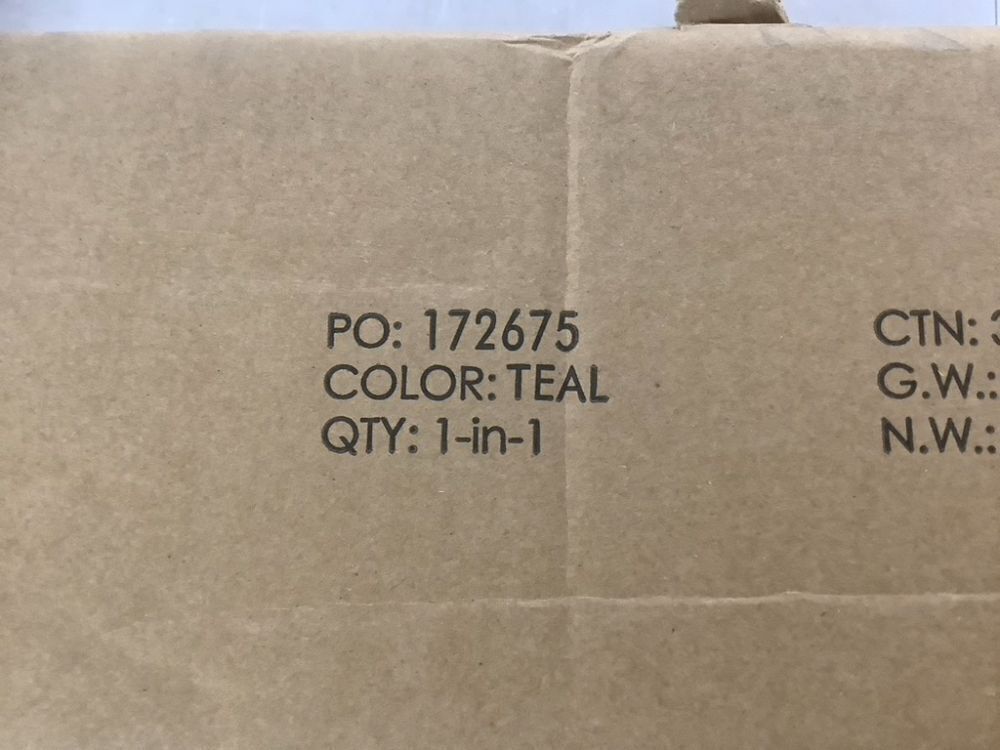 PO: 172675
COLOR: TEAL
QTY: 1-in-1
CTN:
G.W.:
N.W.: